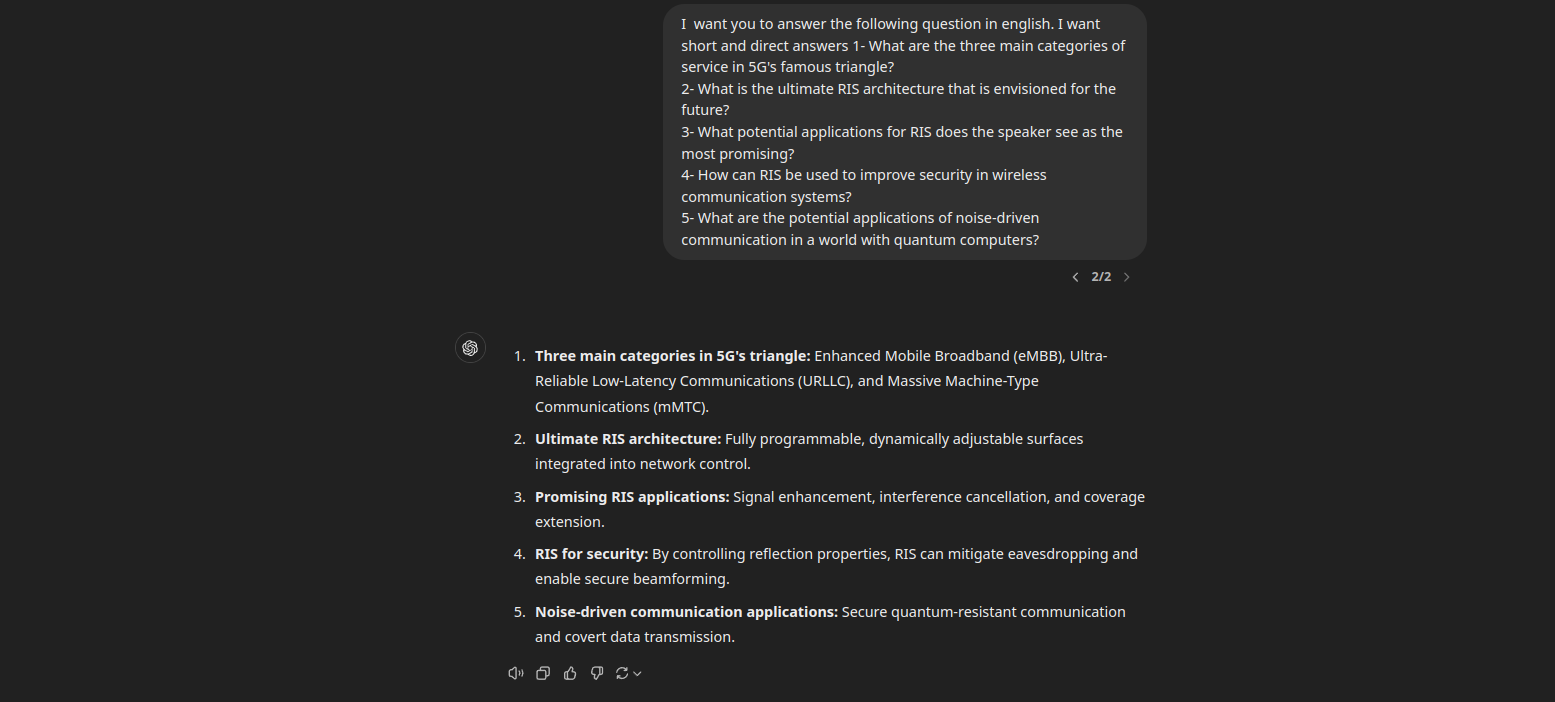 I  want you to answer the following question in english. I want
short and direct answers 1- What are the three main categories of
service in 5G's famous triangle?
2- What is the ultimate RIS architecture that is envisioned for the
future?
3- What potential applications for RIS does the speaker see as the
most promising?
4- How can RIS be used to improve security in wireless
communication systems?
5- What are the potential applications of noise-driven
communication in a world with quantum computers?
2/2
1. Three main categories in 5G's triangle: Enhanced Mobile Broadband (eMBB), Ultra-
Reliable Low-Latency Communications (URLLC), and Massive Machine-Type
Communications (mMTC).
2. Ultimate RIS architecture: Fully programmable, dynamically adjustable surfaces
integrated into network control.
3. Promising RIS applications: Signal enhancement, interference cancellation, and coverage
extension.
4. RIS for security: By controlling reflection properties, RIS can mitigate eavesdropping and
enable secure beamforming.
5. Noise-driven communication applications: Secure quantum-resistant communication
and covert data transmission.